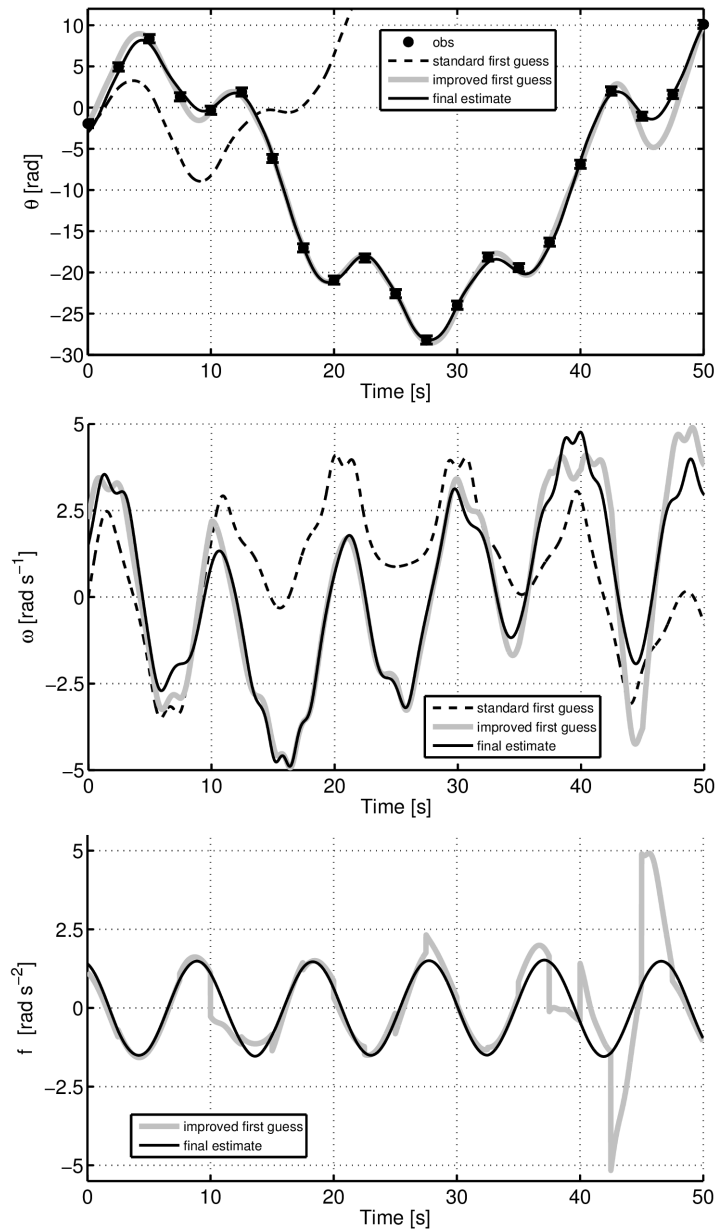 10
5
0
−5
−10
−15
−20
−25
−30
θ [rad]
obs
standard first guess
improved first guess
final estimate
0 10 20 30 40 50
Time [s]
5
2.5
0
−2.5
−5
ω [rad s⁻¹]
standard first guess
improved first guess
final estimate
0 10 20 30 40 50
Time [s]
5
2.5
0
−2.5
−5
f [rad s⁻²]
improved first guess
final estimate
0 10 20 30 40 50
Time [s]